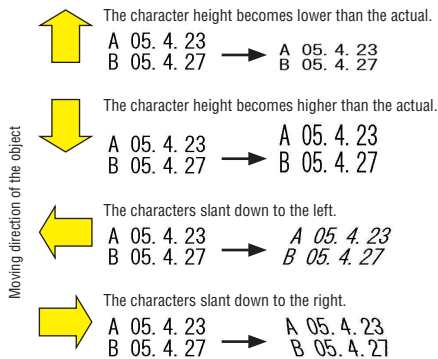 Moving direction of the object
The character height becomes lower than the actual.
A 05. 4. 23
B 05. 4. 27
A 05. 4. 23
B 05. 4. 27
The character height becomes higher than the actual.
A 05. 4. 23
B 05. 4. 27
A 05. 4. 23
B 05. 4. 27
The characters slant down to the left.
A 05. 4. 23
B 05. 4. 27
A 05. 4. 23
B 05. 4. 27
The characters slant down to the right.
A 05. 4. 23
B 05. 4. 27
A 05. 4. 23
B 05. 4. 27